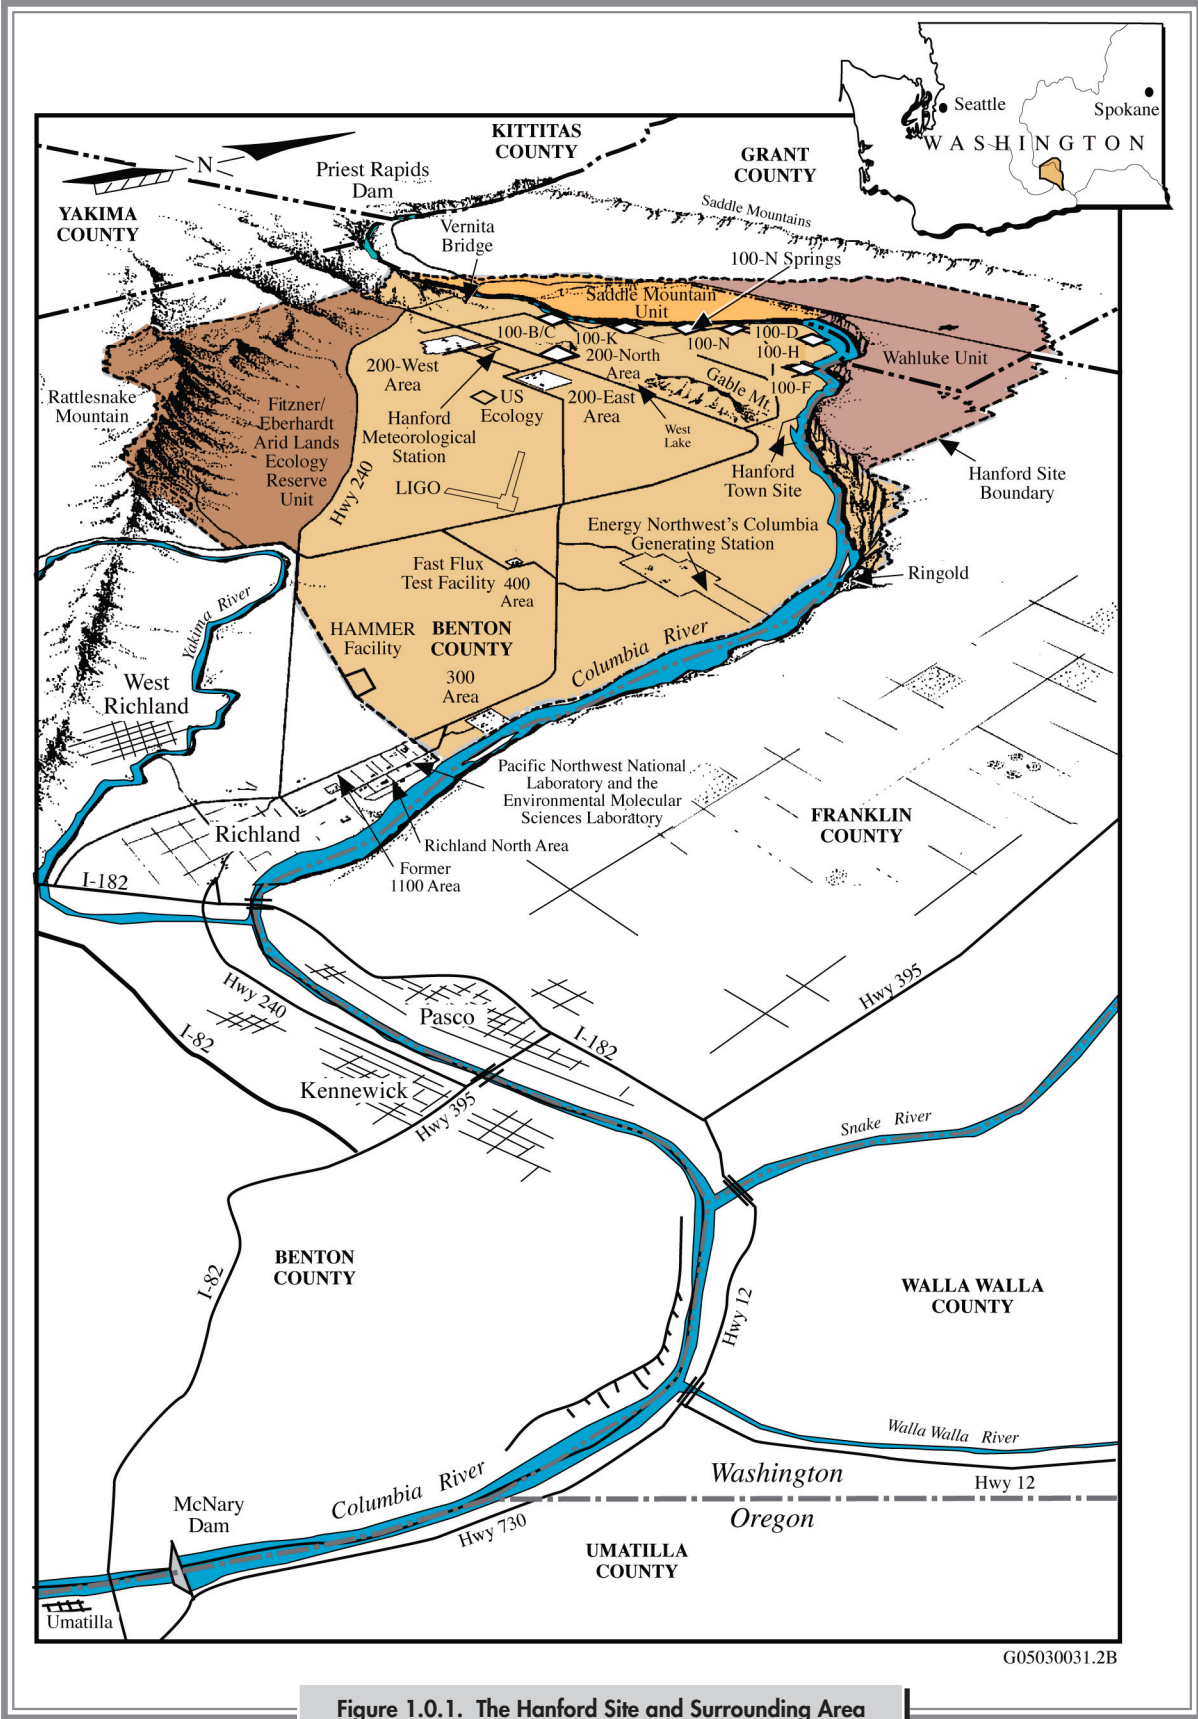 Seattle
Spokane
WASHINGTON
KITTITAS
COUNTY
GRANT
COUNTY
N
Priest Rapids
Dam
YAKIMA
COUNTY
Saddle Mountains
Vernita
Bridge
100-N Springs
Saddle Mountain
Unit
100-B/C
100-K
100-N
100-D
100-H
100-F
200-North
Area
200-West
Area
Wahluke Unit
Gable Mt.
Rattlesnake
Mountain
US
Ecology
200-East
Area
Fitzner/
Eberhardt
Arid Lands
Ecology
Reserve
Unit
Hanford
Meteorological
Station
West
Lake
Hanford
Town Site
Hanford Site
Boundary
Hwy 240
LIGO
Energy Northwest's Columbia
Generating Station
Fast Flux
Test Facility
400
Area
Ringold
Yakima River
HAMMER
Facility
BENTON
COUNTY
Columbia River
West
Richland
300
Area
Pacific Northwest National
Laboratory and the
Environmental Molecular
Sciences Laboratory
FRANKLIN
COUNTY
Richland
Richland North Area
Former
1100 Area
I-182
Hwy 240
Hwy 395
Pasco
I-182
I-82
Kennewick
Hwy 395
Snake River
BENTON
COUNTY
I-82
WALLA WALLA
COUNTY
Hwy 12
Walla Walla River
Columbia River
Washington
Hwy 12
McNary
Dam
Oregon
Hwy 730
UMATILLA
COUNTY
Umatilla
G05030031.2B
Figure 1.0.1. The Hanford Site and Surrounding Area